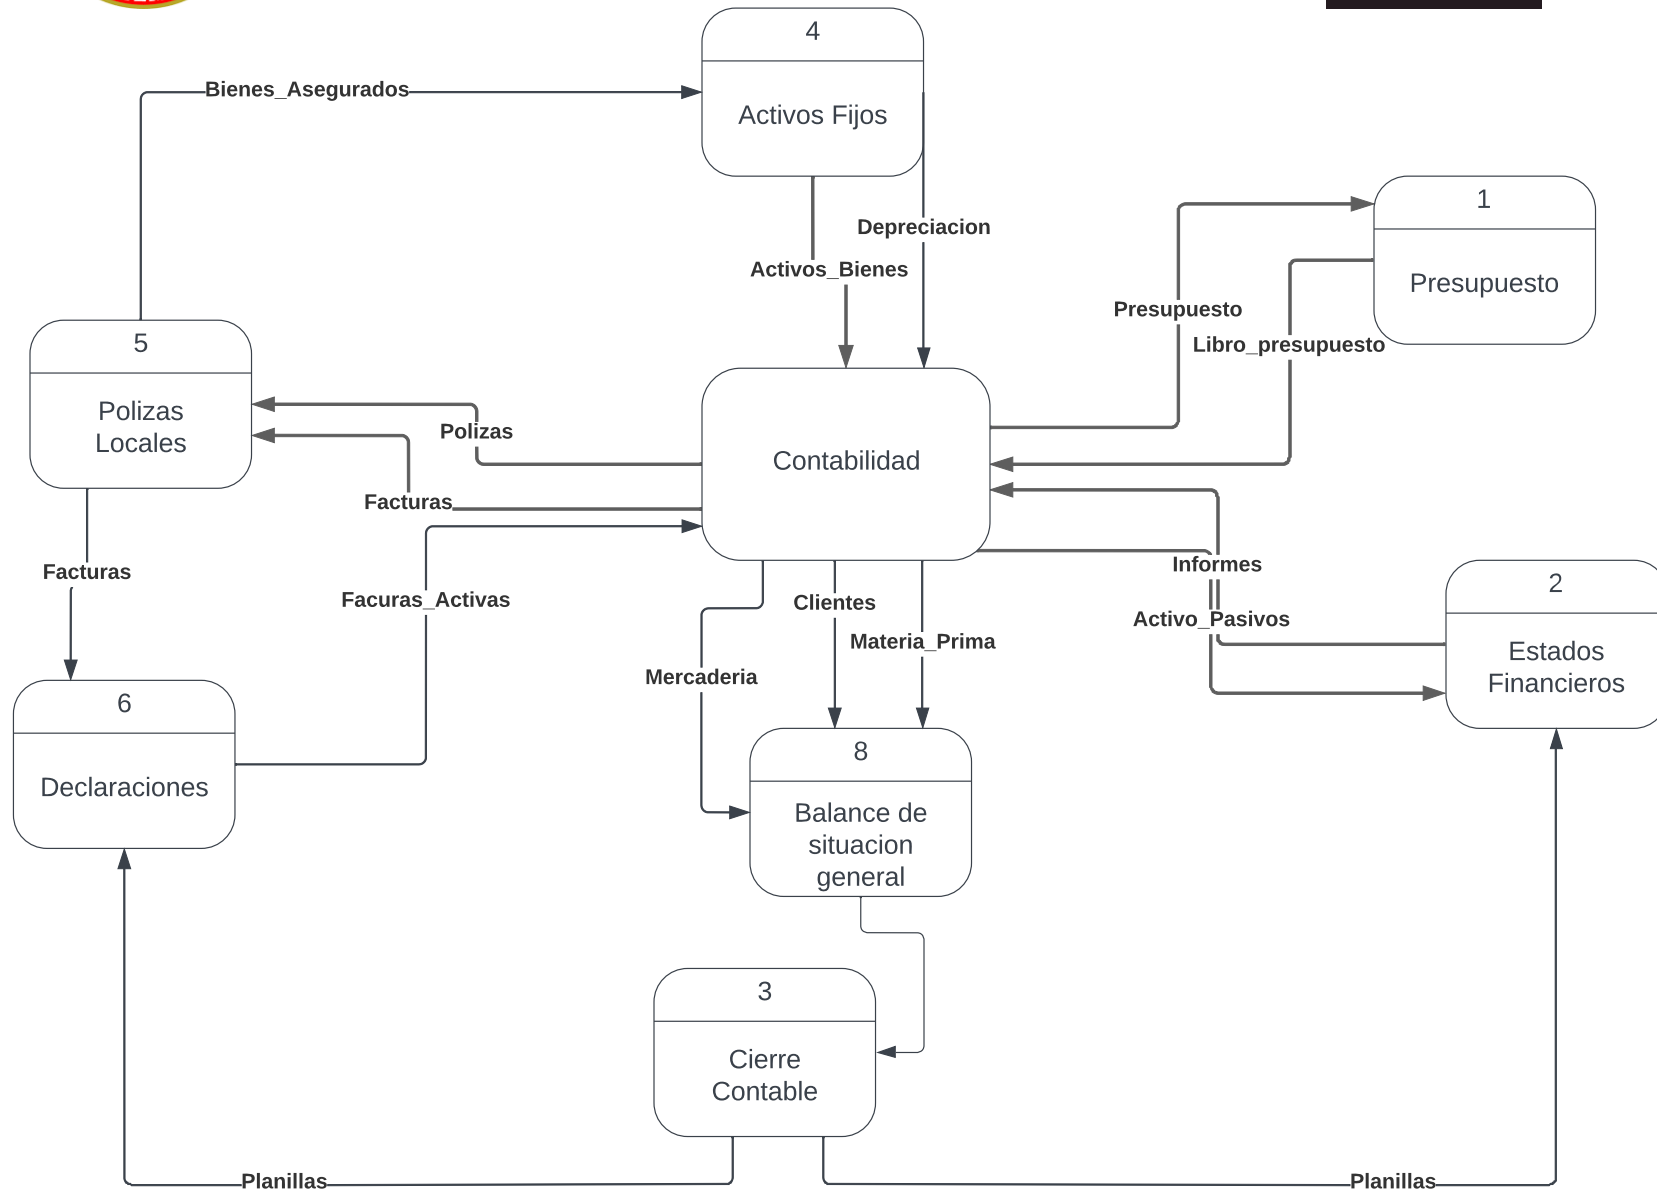 4
Bienes_Asegurados
Activos Fijos
1
Depreciacion
Activos_Bienes
Presupuesto
Presupuesto
5
Libro_presupuesto
Polizas
Locales
Polizas
Contabilidad
Facturas
Informes
Facturas
2
Facuras_Activas
Clientes
Activo_Pasivos
Materia_Prima
Estados
Financieros
Mercaderia
6
8
Declaraciones
Balance de
situacion
general
3
Cierre
Contable
Planillas
Planillas